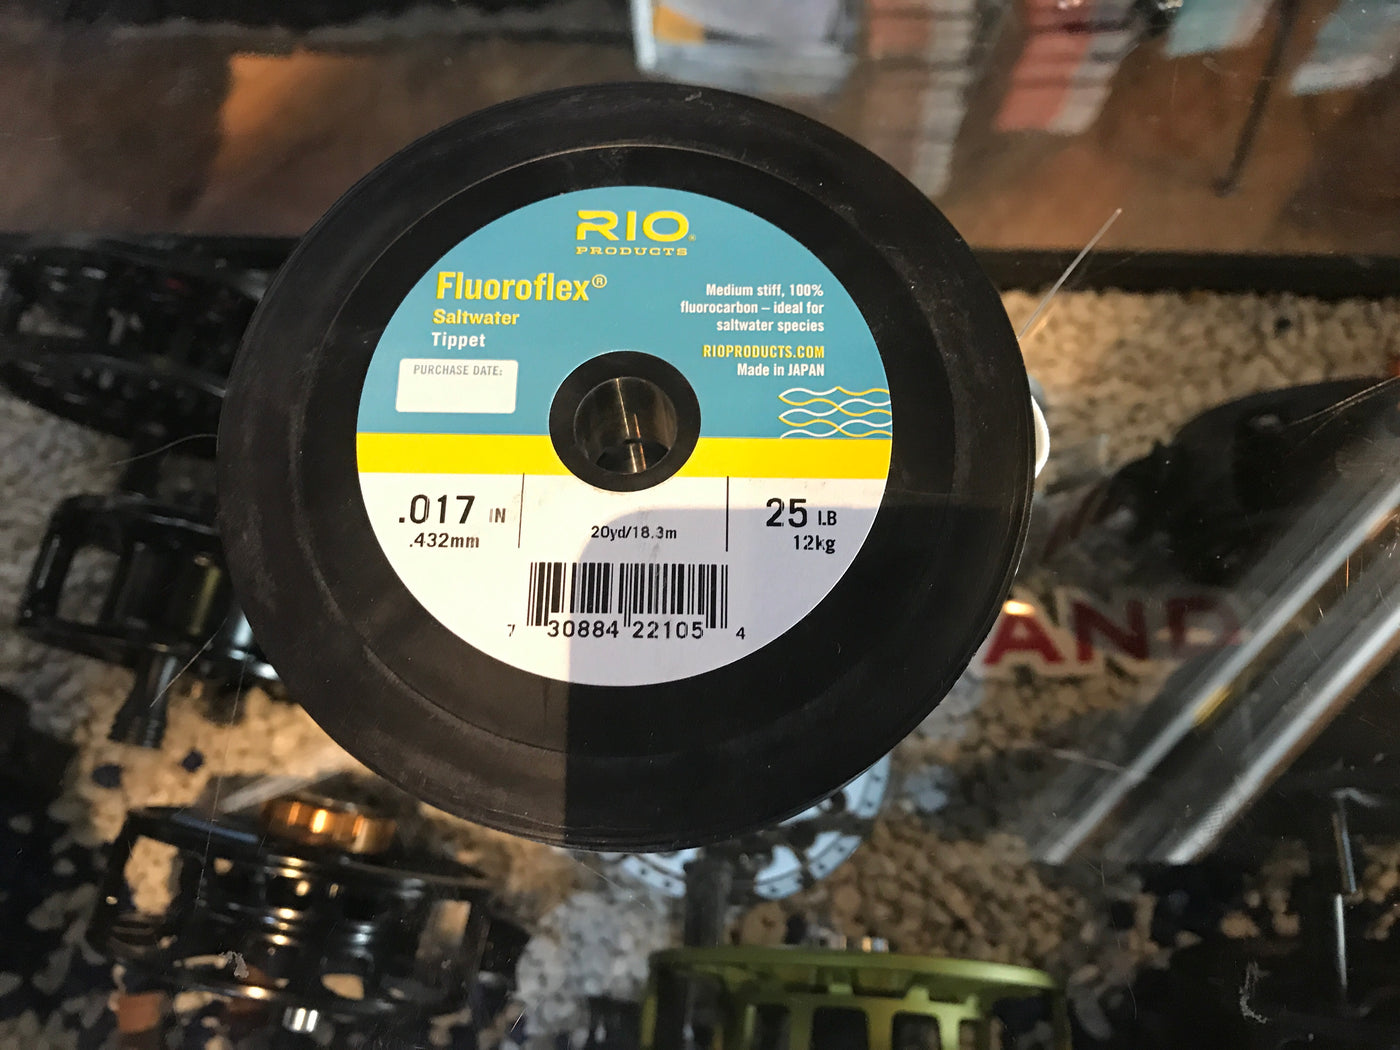 RIO®
PRODUCTS
Fluoroflex®
Saltwater
Tippet
PURCHASE DATE:
Medium stiff, 100%
fluorocarbon – ideal for
saltwater species
RIOPRODUCTS.COM
Made in JAPAN
.017 IN
.432mm
20yd/18.3m
25 LB
12kg
7 30884 22105 4
AND